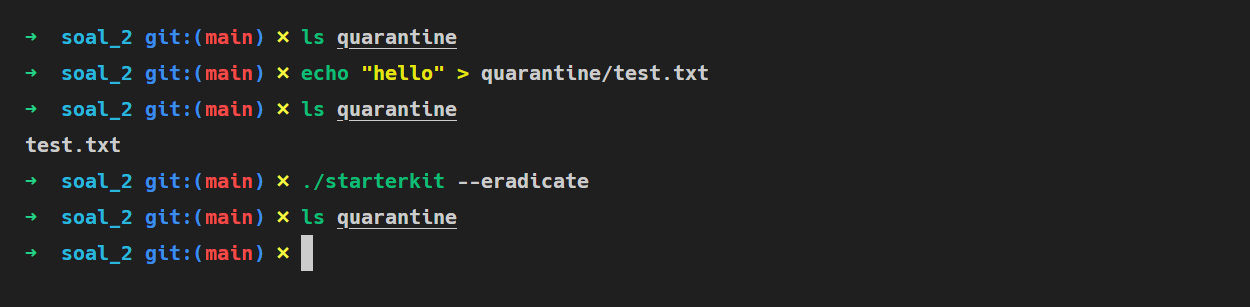 ➜ soal_2 git:(main) ✗ ls quarantine
➜ soal_2 git:(main) ✗ echo "hello" > quarantine/test.txt
➜ soal_2 git:(main) ✗ ls quarantine
test.txt
➜ soal_2 git:(main) ✗ ./starterkit --eradicate
➜ soal_2 git:(main) ✗ ls quarantine
➜ soal_2 git:(main) ✗